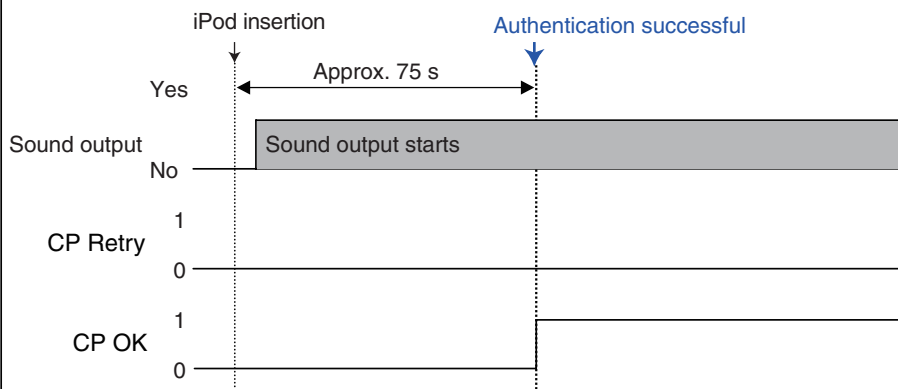 iPod insertion
Authentication successful
Approx. 75 s
Yes
Sound output
Sound output starts
No
1
CP Retry
0
1
CP OK
0